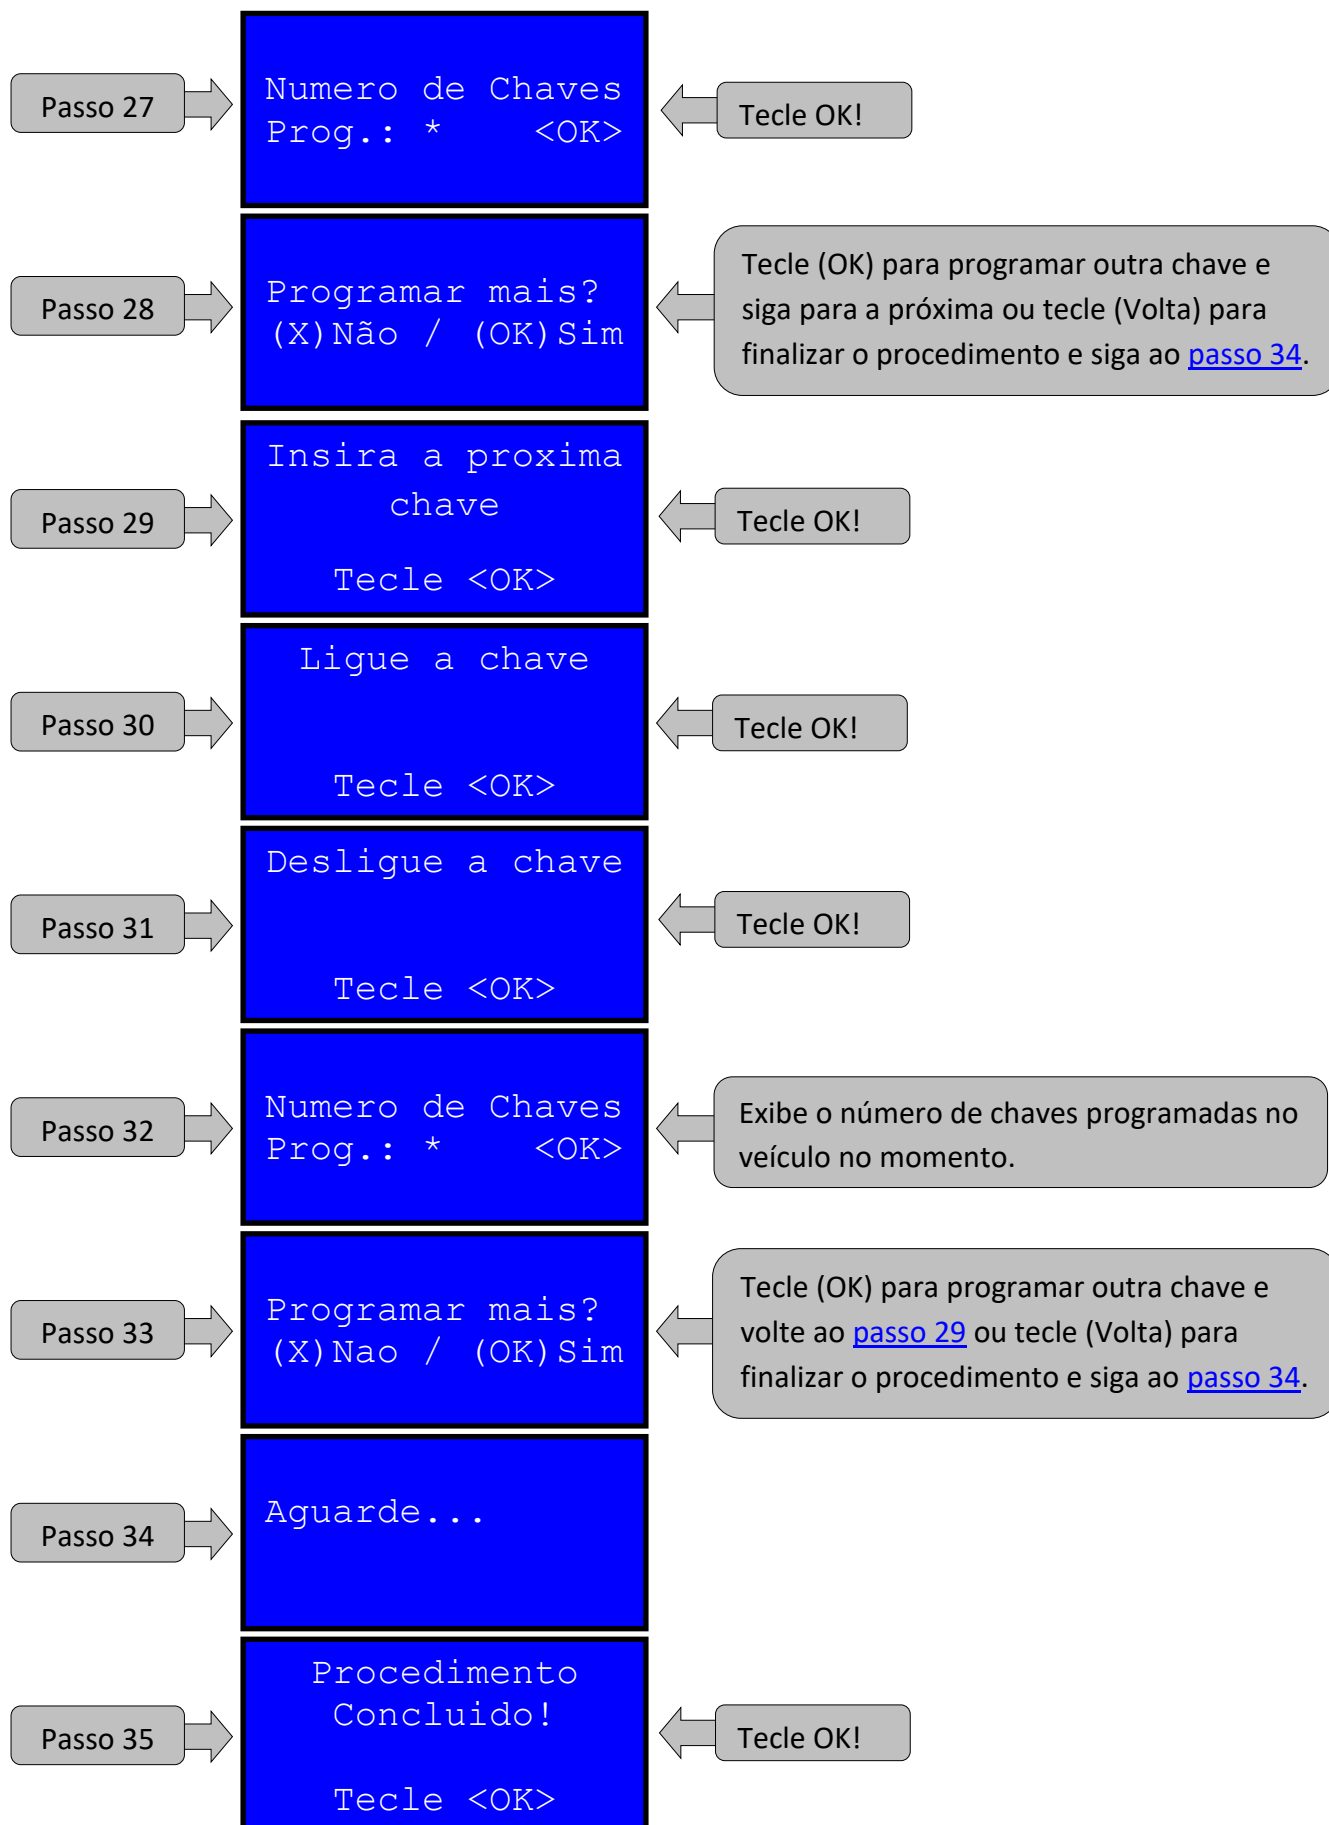 Passo 27
Numero de Chaves
Prog.: * <OK>
Tecle OK!
Passo 28
Programar mais?
(X)Não / (OK)Sim
Tecle (OK) para programar outra chave e
siga para a próxima ou tecle (Volta) para
finalizar o procedimento e siga ao passo 34.
Passo 29
Insira a proxima
chave
Tecle <OK>
Tecle OK!
Passo 30
Ligue a chave
Tecle <OK>
Tecle OK!
Passo 31
Desligue a chave
Tecle <OK>
Tecle OK!
Passo 32
Numero de Chaves
Prog.: * <OK>
Exibe o número de chaves programadas no
veículo no momento.
Passo 33
Programar mais?
(X)Nao / (OK)Sim
Tecle (OK) para programar outra chave e
volte ao passo 29 ou tecle (Volta) para
finalizar o procedimento e siga ao passo 34.
Passo 34
Aguarde...
Passo 35
Procedimento
Concluido!
Tecle <OK>
Tecle OK!